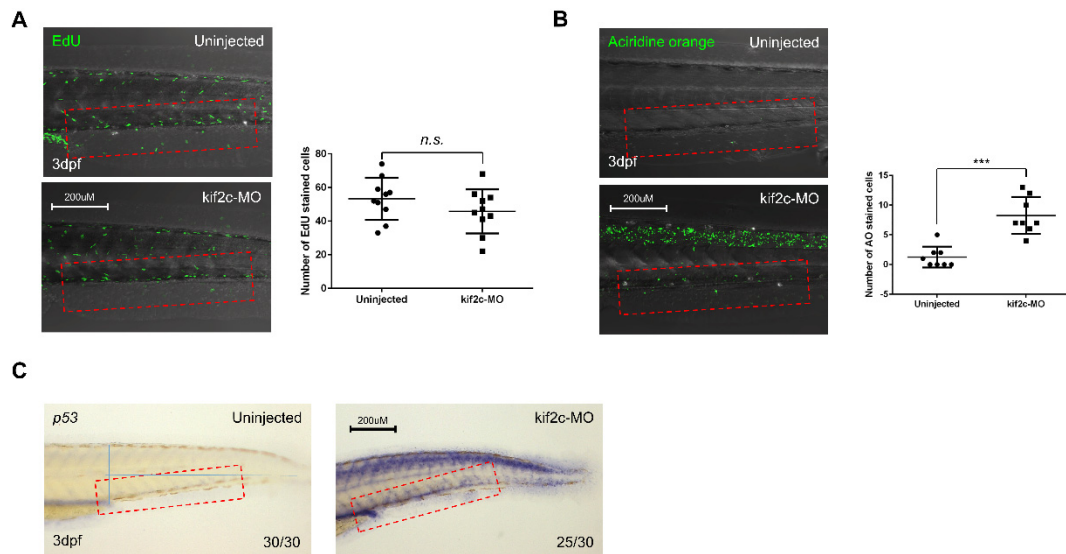 A
EdU
Uninjected
3dpf
200uM
kif2c-MO
Number of EdU stained cells
80
60
40
20
0
n.s.
Uninjected
kif2c-MO
B
Aciridine orange
Uninjected
3dpf
200uM
kif2c-MO
Number of AO stained cells
15
10
5
0
-5
***
Uninjected
kif2c-MO
C
p53
Uninjected
3dpf
30/30
200uM
kif2c-MO
25/30